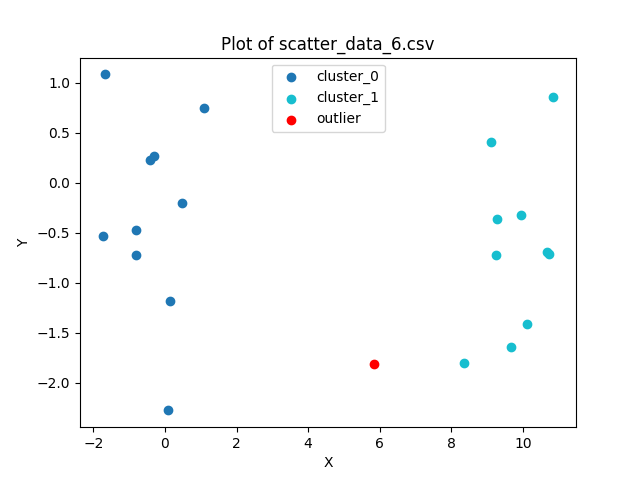 Plot of scatter_data_6.csv
cluster_0
cluster_1
outlier
1.0
0.5
0.0
−0.5
−1.0
−1.5
−2.0
Y
−2 0 2 4 6 8 10
X